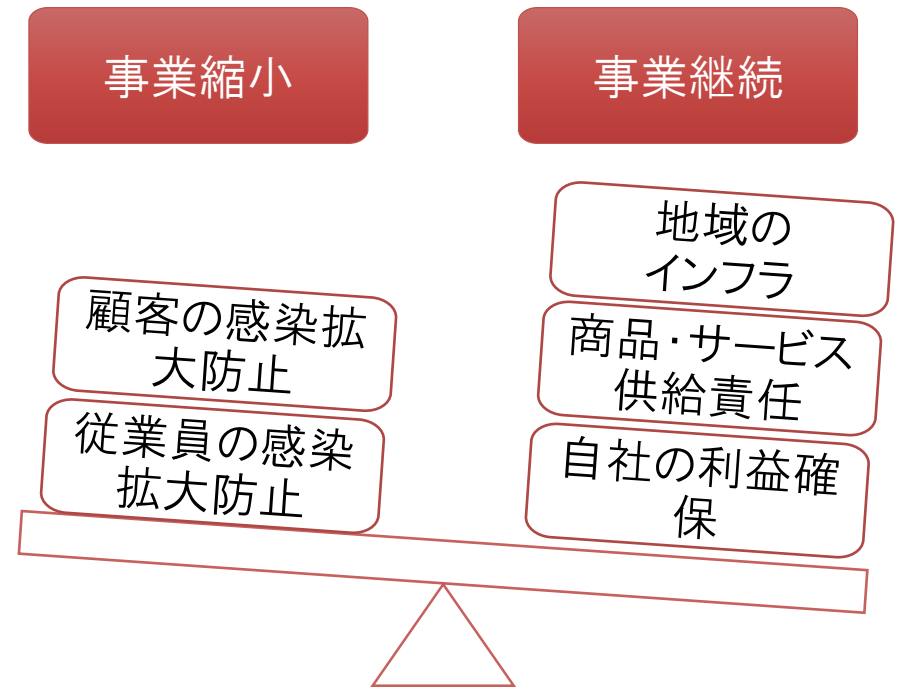 事業縮小
事業継続
顧客の感染拡
大防止
従業員の感染
拡大防止
地域の
インフラ
商品・サービス
供給責任
自社の利益確
保